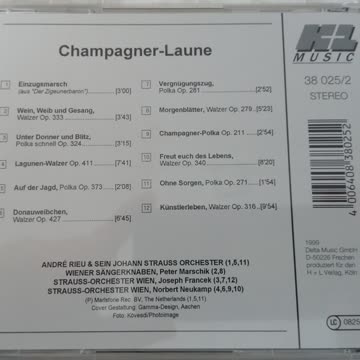 Champagner-Laune
H2L
MUSIC
38 025/2
STEREO
1 Einzugsmarsch [3'00]
(aus "Der Zigeunerbaron")
2 Wein, Weib und Gesang,
Walzer Op. 333 [3'43]
3 Unter Donner und Blitz,
Polka schnell Op. 324 [3'15]
4 Lagunen-Walzer Op. 411 [7'41]
5 Auf der Jagd, Polka Op. 373 [2'08]
6 Donauweibchen,
Walzer Op. 427 [6'45]
7 Vergnügungszug,
Polka Op. 281 [2'52]
8 Morgenblätter, Walzer Op. 279 [5'23]
9 Champagner-Polka Op. 211 [2'54]
10 Freut euch des Lebens,
Walzer Op. 340 [8'20]
11 Ohne Sorgen, Polka Op. 271 [1'54]
12 Künstlerleben, Walzer Op. 316 [9'54]
4 006408 380252
ANDRÉ RIEU & SEIN JOHANN STRAUSS ORCHESTER (1,5,11)
WIENER SÄNGERKNABEN, Peter Marschik (2,8)
STRAUSS-ORCHESTER WIEN, Joseph Francek (3,7,12)
STRAUSS-ORCHESTER WIEN, Norbert Neukamp (4,6,9,10)
(P) Marlstone Rec. BV, The Netherlands (1,5,11)
Cover Gestaltung: Gamma-Design, Aachen
Foto: Kövesdi/Photoimage
Delta Music GmbH
D-50226 Frechen
produziert für den
H + L Verlag, Köln
LC 0825